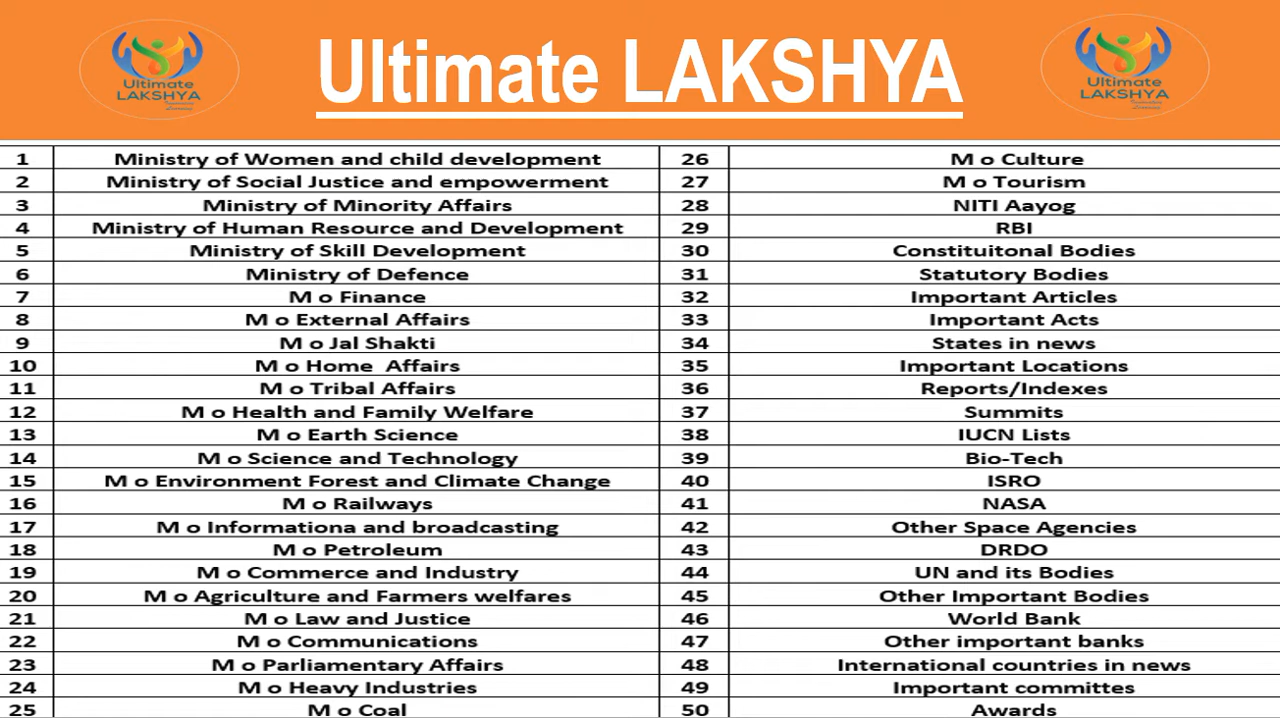 Ultimate LAKSHYA
Ultimate
LAKSHYA
Ultimate
LAKSHYA
1 Ministry of Women and child development 26 M o Culture
2 Ministry of Social Justice and empowerment 27 M o Tourism
3 Ministry of Minority Affairs 28 NITI Aayog
4 Ministry of Human Resource and Development 29 RBI
5 Ministry of Skill Development 30 Constituitonal Bodies
6 Ministry of Defence 31 Statutory Bodies
7 M o Finance 32 Important Articles
8 M o External Affairs 33 Important Acts
9 M o Jal Shakti 34 States in news
10 M o Home Affairs 35 Important Locations
11 M o Tribal Affairs 36 Reports/Indexes
12 M o Health and Family Welfare 37 Summits
13 M o Earth Science 38 IUCN Lists
14 M o Science and Technology 39 Bio-Tech
15 M o Environment Forest and Climate Change 40 ISRO
16 M o Railways 41 NASA
17 M o Informationa and broadcasting 42 Other Space Agencies
18 M o Petroleum 43 DRDO
19 M o Commerce and Industry 44 UN and its Bodies
20 M o Agriculture and Farmers welfares 45 Other Important Bodies
21 M o Law and Justice 46 World Bank
22 M o Communications 47 Other important banks
23 M o Parliamentary Affairs 48 International countries in news
24 M o Heavy Industries 49 Important committes
25 M o Coal 50 Awards